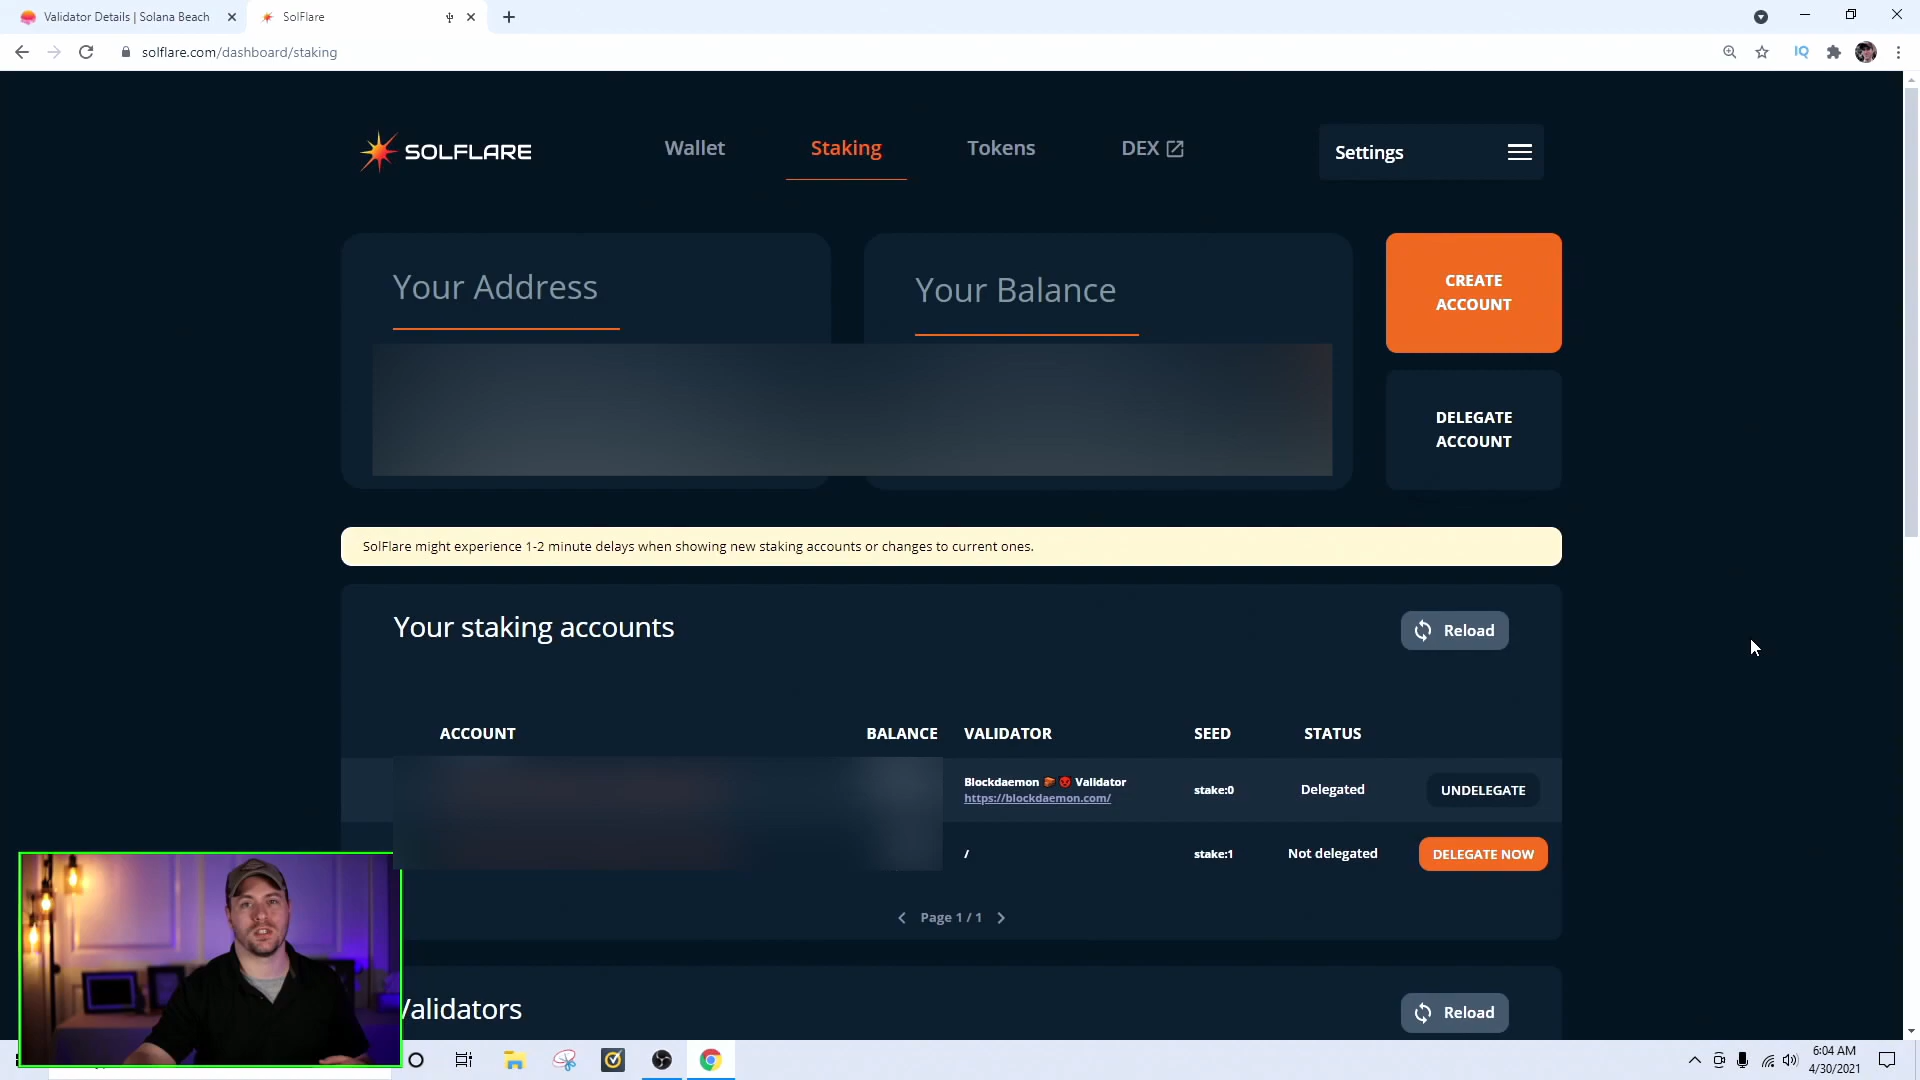 Validator Details | Solana Beach
SolFlare
solflare.com/dashboard/staking
IQ
SOLFLARE
Wallet
Staking
Tokens
DEX
Settings
Your Address
Your Balance
CREATE
ACCOUNT
DELEGATE
ACCOUNT
SolFlare might experience 1-2 minute delays when showing new staking accounts or changes to current ones.
Your staking accounts
Reload
ACCOUNT BALANCE VALIDATOR SEED STATUS
Blockdaemon Validator
https://blockdaemon.com/
stake:0
Delegated
UNDELEGATE
/
stake:1
Not delegated
DELEGATE NOW
Page 1 / 1
Validators
Reload
6:04 AM
4/30/2021